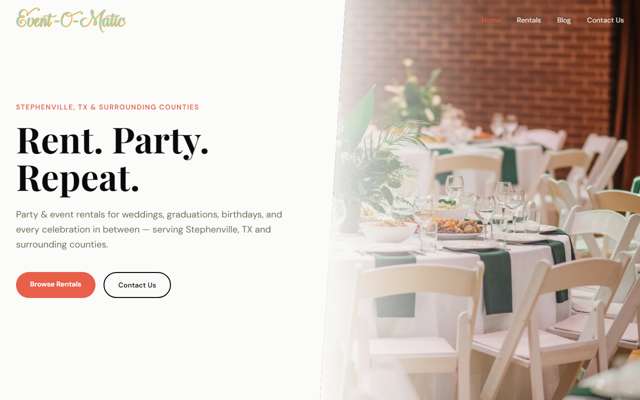 Event-O-Matic
Home Rentals Blog Contact Us
STEPHENVILLE, TX & SURROUNDING COUNTIES
Rent. Party.
Repeat.
Party & event rentals for weddings, graduations, birthdays, and
every celebration in between — serving Stephenville, TX and
surrounding counties.
Browse Rentals Contact Us